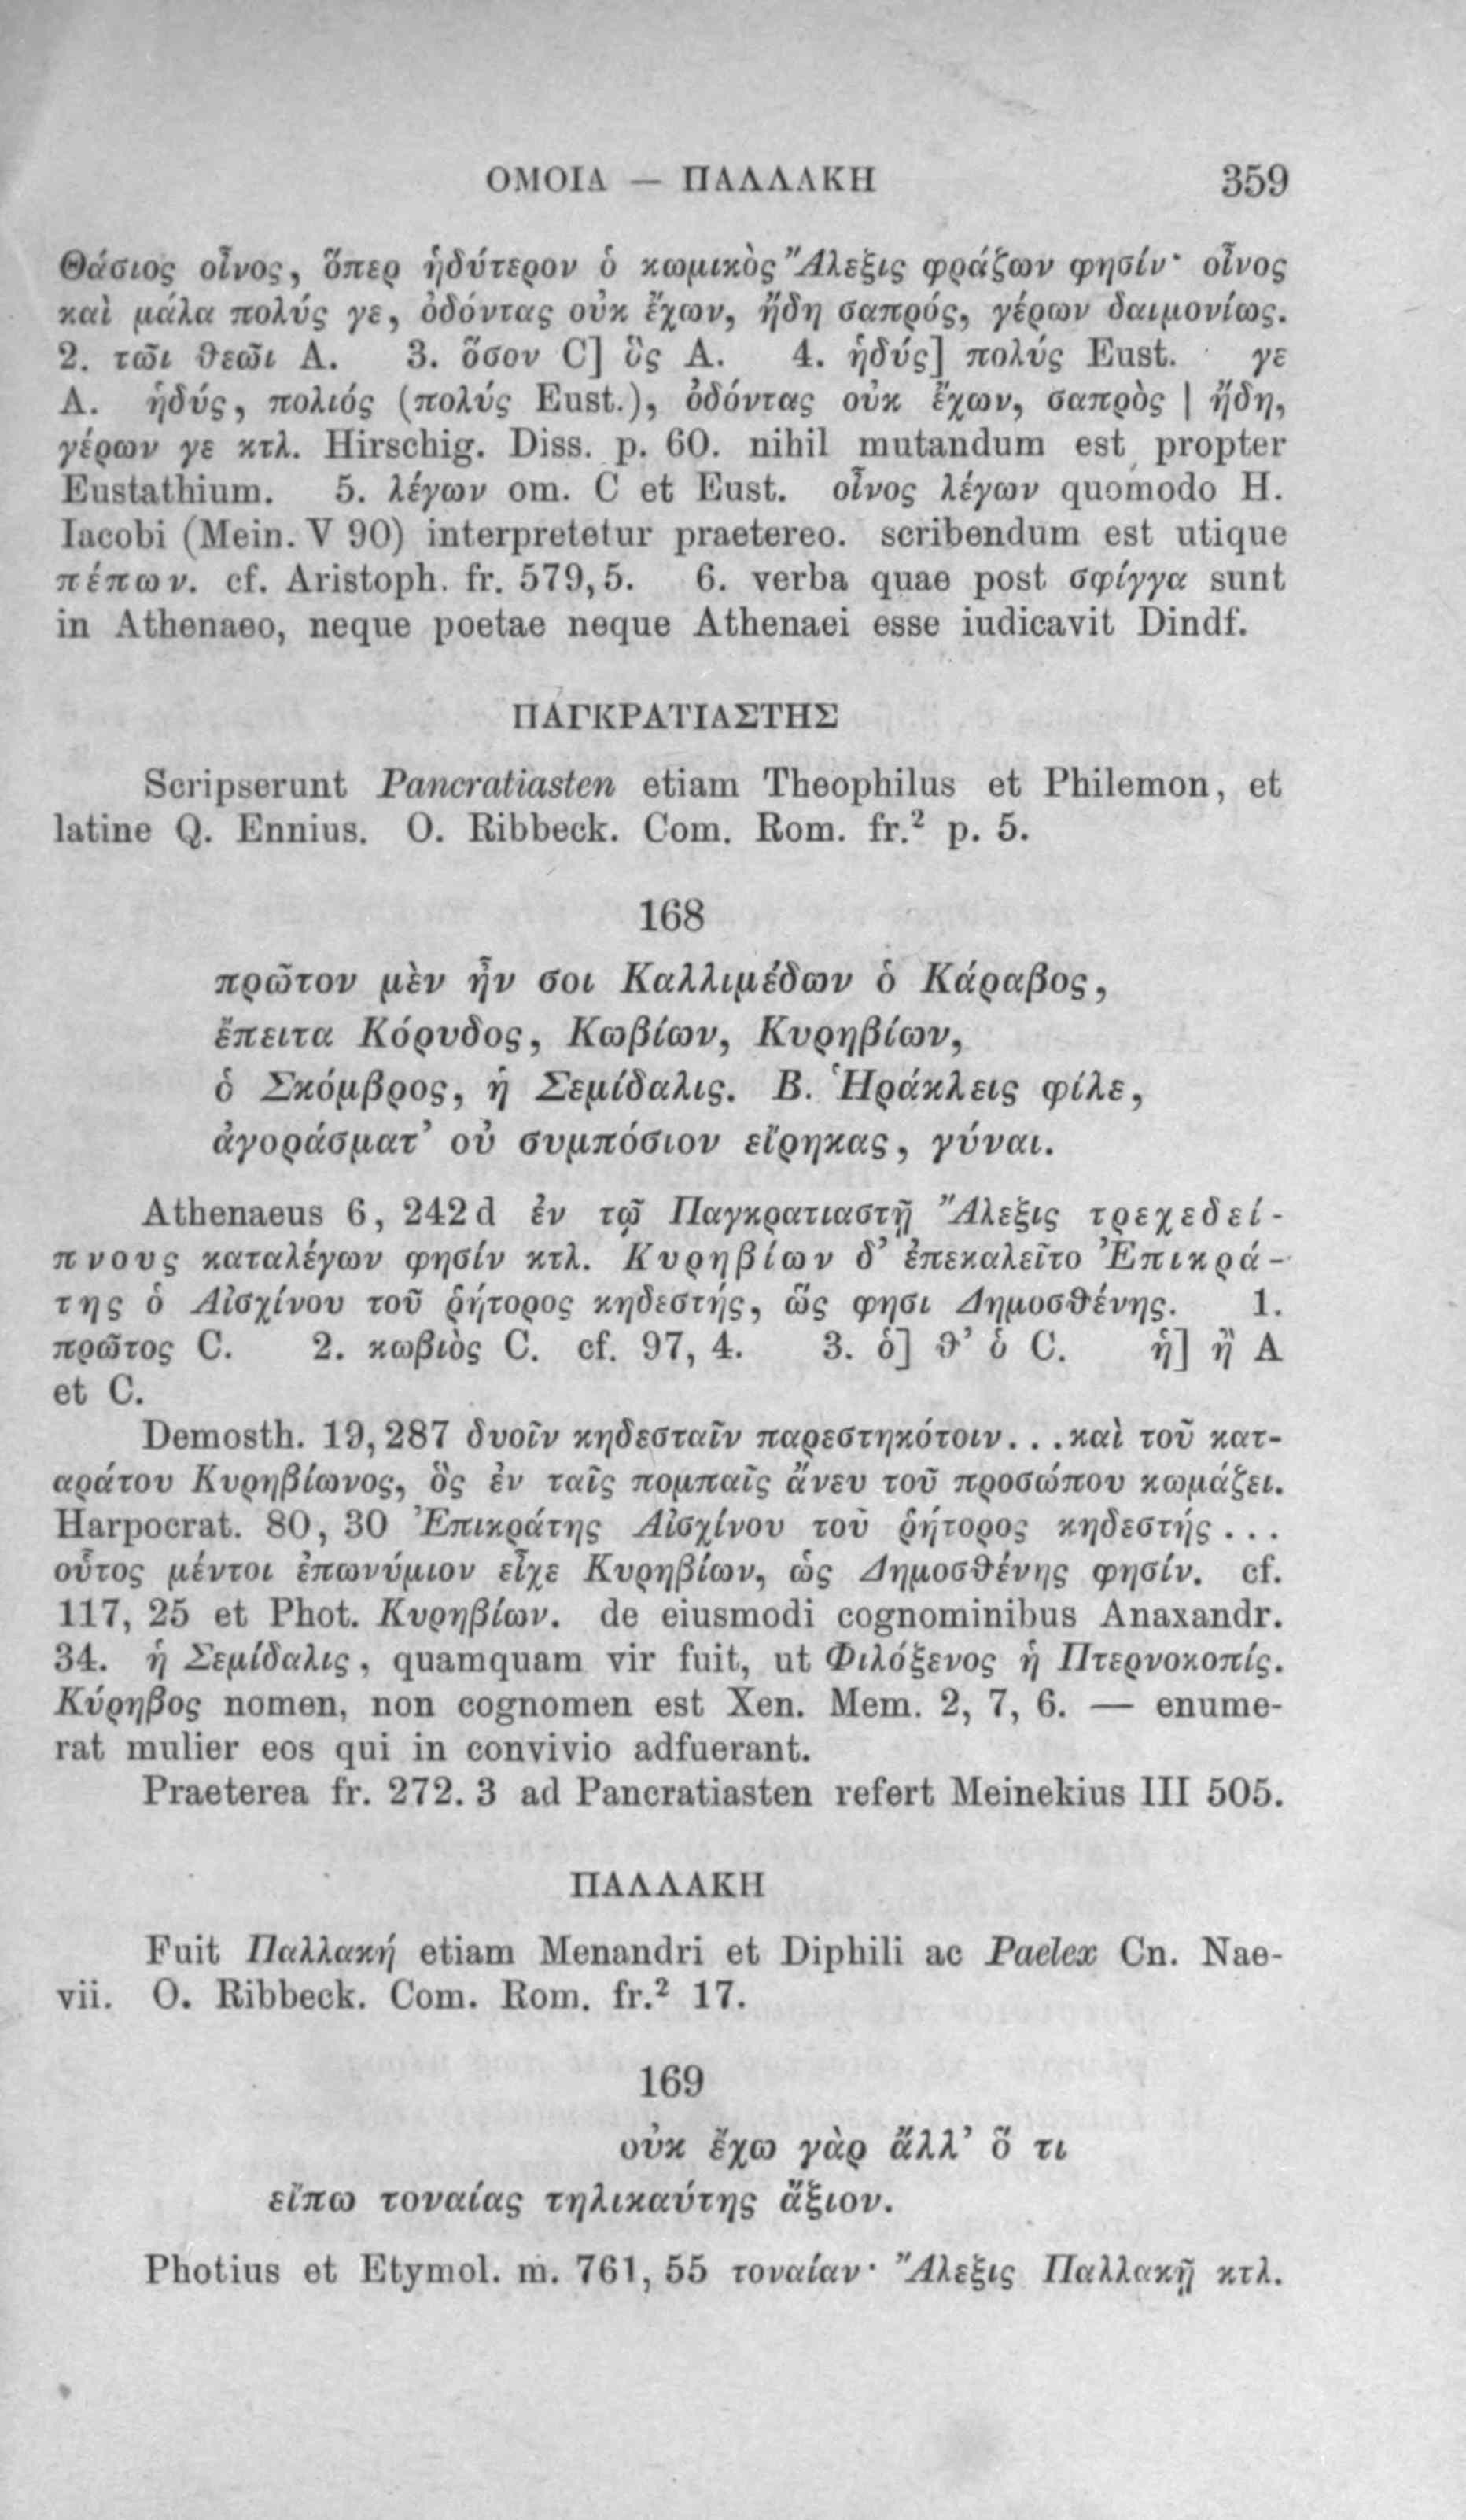 ΟΜΟΙΑ — ΠΑΛΛΑΚΗ 359
Θάσιος οἶνος, ὅπερ ἡδύτερον ὁ κωμικὸς Ἄλεξις φράζων φησίν· οἶνος
καὶ μάλα πολύς γε, ὀδόντας οὐκ ἔχων, ἤδη σαπρός, γέρων δαιμονίως.
2. τῶι θεῶι A. 3. ὅσον C] ὃς A. 4. ἡδύς] πολύς Eust. γε
A. ἡδύς, πολιός (πολύς Eust.), ὀδόντας οὐκ ἔχων, σαπρὸς | ἤδη,
γέρων γε κτλ. Hirschig. Diss. p. 60. nihil mutandum est propter
Eustathium. 5. λέγων om. C et Eust. οἶνος λέγων quomodo H.
Iacobi (Mein. V 90) interpretetur praetereo. scribendum est utique
πέπων. cf. Aristoph. fr. 579,5. 6. verba quae post σφίγγα sunt
in Athenaeo, neque poetae neque Athenaei esse iudicavit Dindf.
ΠΑΓΚΡΑΤΙΑΣΤΗΣ
Scripserunt Pancratiasten etiam Theophilus et Philemon, et
latine Q. Ennius. O. Ribbeck. Com. Rom. fr.² p. 5.
168
πρῶτον μὲν ἦν σοι Καλλιμέδων ὁ Κάραβος,
ἔπειτα Κόρυδος, Κωβίων, Κυρηβίων,
ὁ Σκόμβρος, ἡ Σεμίδαλις. Β. Ἡράκλεις φίλε,
ἀγοράσματ’ οὐ συμπόσιον εἴρηκας, γύναι.
Athenaeus 6, 242d ἐν τῷ Παγκρατιαστῇ Ἄλεξις τρεχεδεί-
πνους καταλέγων φησίν κτλ. Κυρηβίων δ’ ἐπεκαλεῖτο Ἐπικρά-
της ὁ Αἰσχίνου τοῦ ῥήτορος κηδεστής, ὥς φησι Δημοσθένης. 1.
πρῶτος C. 2. κωβιὸς C. cf. 97, 4. 3. ὁ] θ’ ὁ C. ἡ] ἢ A
et C.
Demosth. 19, 287 δυοῖν κηδεσταῖν παρεστηκότοιν...καὶ τοῦ κατ-
αράτου Κυρηβίωνος, ὃς ἐν ταῖς πομπαῖς ἄνευ τοῦ προσώπου κωμάζει.
Harpocrat. 80, 30 Ἐπικράτης Αἰσχίνου τοῦ ῥήτορος κηδεστής ...
οὗτος μέντοι ἐπωνύμιον εἶχε Κυρηβίων, ὡς Δημοσθένης φησίν. cf.
117, 25 et Phot. Κυρηβίων. de eiusmodi cognominibus Anaxandr.
34. ἡ Σεμίδαλις, quamquam vir fuit, ut Φιλόξενος ἡ Πτερνοκοπίς.
Κύρηβος nomen, non cognomen est Xen. Mem. 2, 7, 6. — enume-
rat mulier eos qui in convivio adfuerant.
Praeterea fr. 272. 3 ad Pancratiasten refert Meinekius III 505.
ΠΑΛΛΑΚΗ
Fuit Παλλακή etiam Menandri et Diphili ac Paelex Cn. Nae-
vii. O. Ribbeck. Com. Rom. fr.² 17.
169
οὐκ ἔχω γὰρ ἄλλ’ ὅ τι
εἴπω τοναίας τηλικαύτης ἄξιον.
Photius et Etymol. m. 761, 55 τοναίαν· Ἄλεξις Παλλακῇ κτλ.